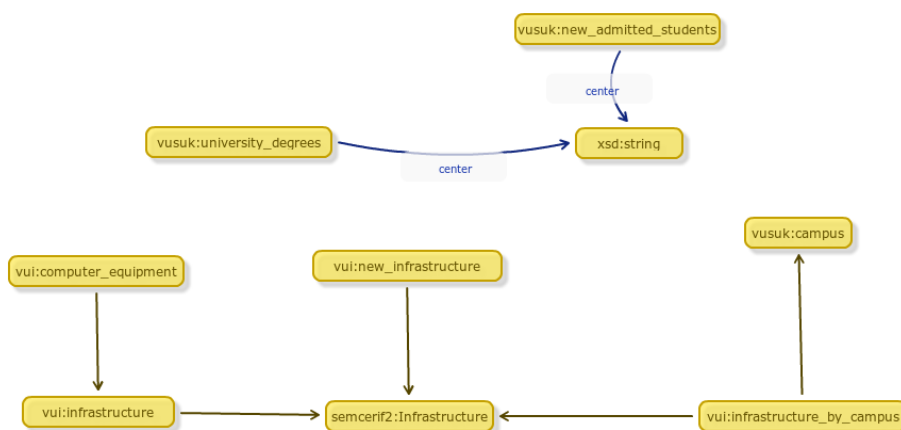 vusuk:new_admitted_students
center
vusuk:university_degrees
xsd:string
center
vusuk:campus
vui:computer_equipment
vui:new_infrastructure
vui:infrastructure
semcerif2:Infrastructure
vui:infrastructure_by_campus